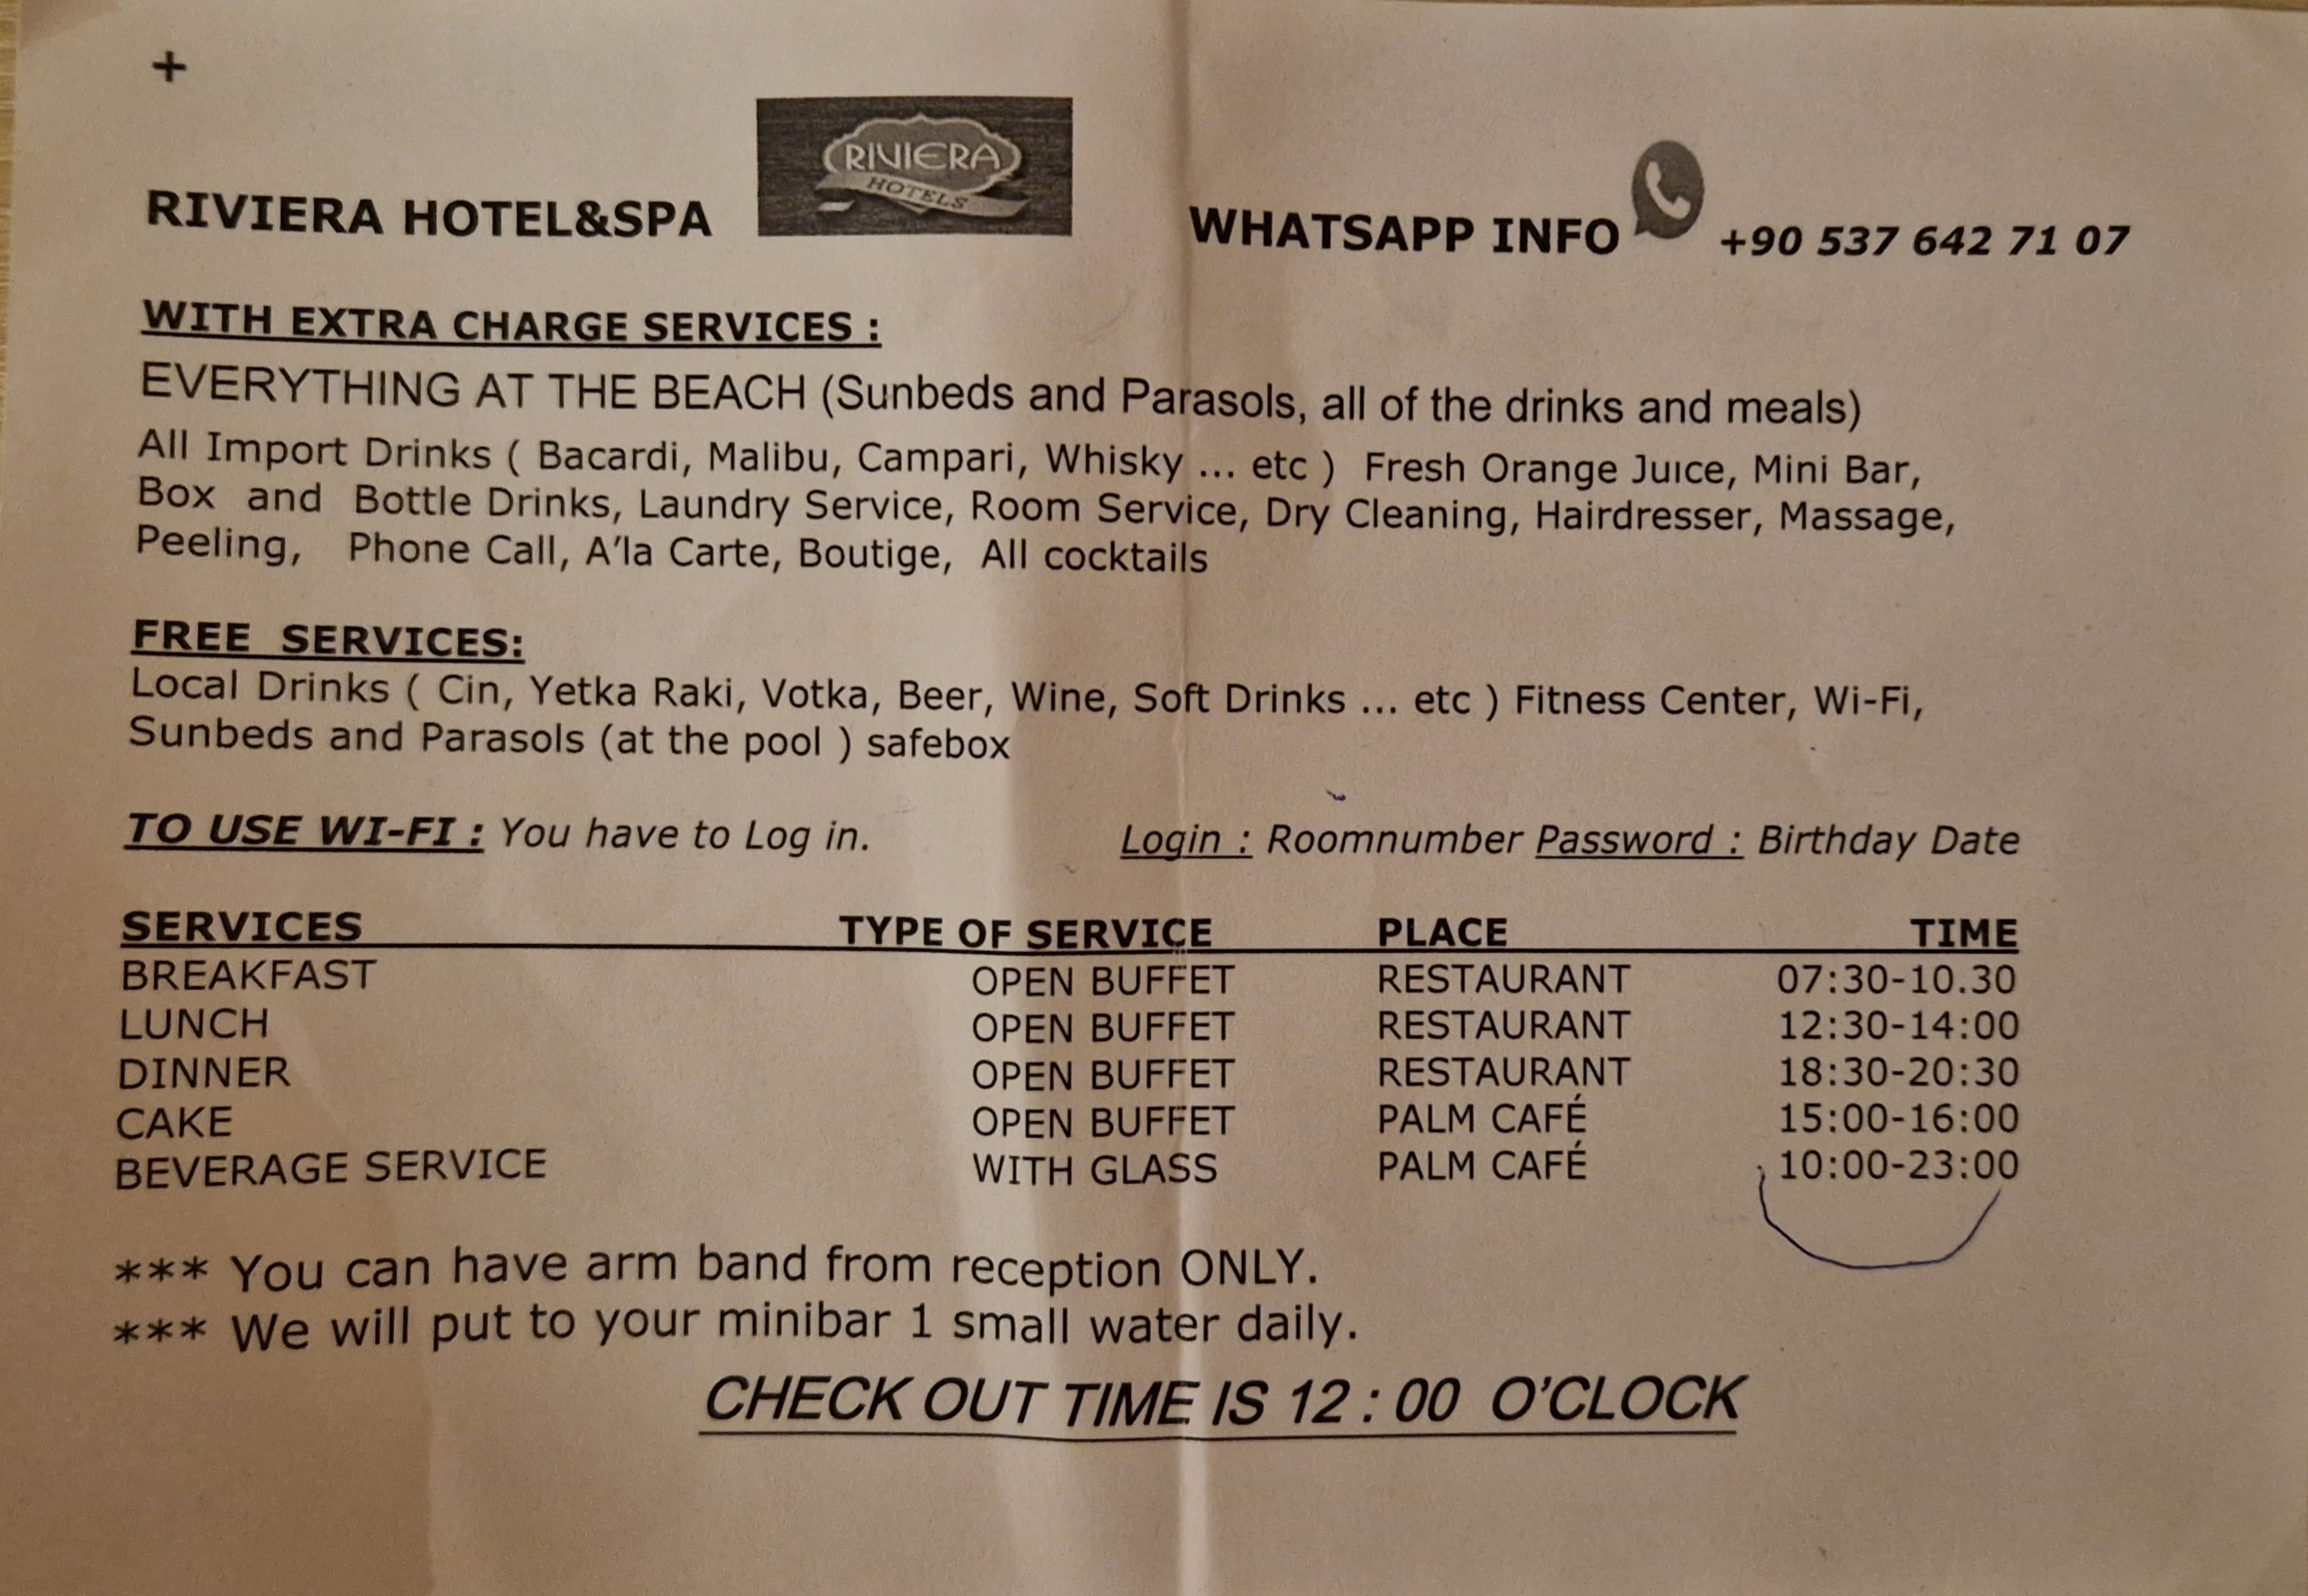 +
RIVIERA HOTELS
RIVIERA HOTEL&SPA WHATSAPP INFO +90 537 642 71 07
WITH EXTRA CHARGE SERVICES :
EVERYTHING AT THE BEACH (Sunbeds and Parasols, all of the drinks and meals)
All Import Drinks ( Bacardi, Malibu, Campari, Whisky ... etc ) Fresh Orange Juıce, Mini Bar,
Box and Bottle Drinks, Laundry Service, Room Service, Dry Cleaning, Hairdresser, Massage,
Peeling, Phone Call, A’la Carte, Boutige, All cocktails
FREE SERVICES:
Local Drinks ( Cin, Yetka Raki, Votka, Beer, Wine, Soft Drinks ... etc ) Fitness Center, Wi-Fi,
Sunbeds and Parasols (at the pool ) safebox
TO USE WI-FI : You have to Log in. Login : Roomnumber Password : Birthday Date
SERVICES TYPE OF SERVICE PLACE TIME
BREAKFAST OPEN BUFFET RESTAURANT 07:30-10.30
LUNCH OPEN BUFFET RESTAURANT 12:30-14:00
DINNER OPEN BUFFET RESTAURANT 18:30-20:30
CAKE OPEN BUFFET PALM CAFÉ 15:00-16:00
BEVERAGE SERVICE WITH GLASS PALM CAFÉ 10:00-23:00
*** You can have arm band from reception ONLY.
*** We will put to your minibar 1 small water daily.
CHECK OUT TIME IS 12 : 00 O’CLOCK